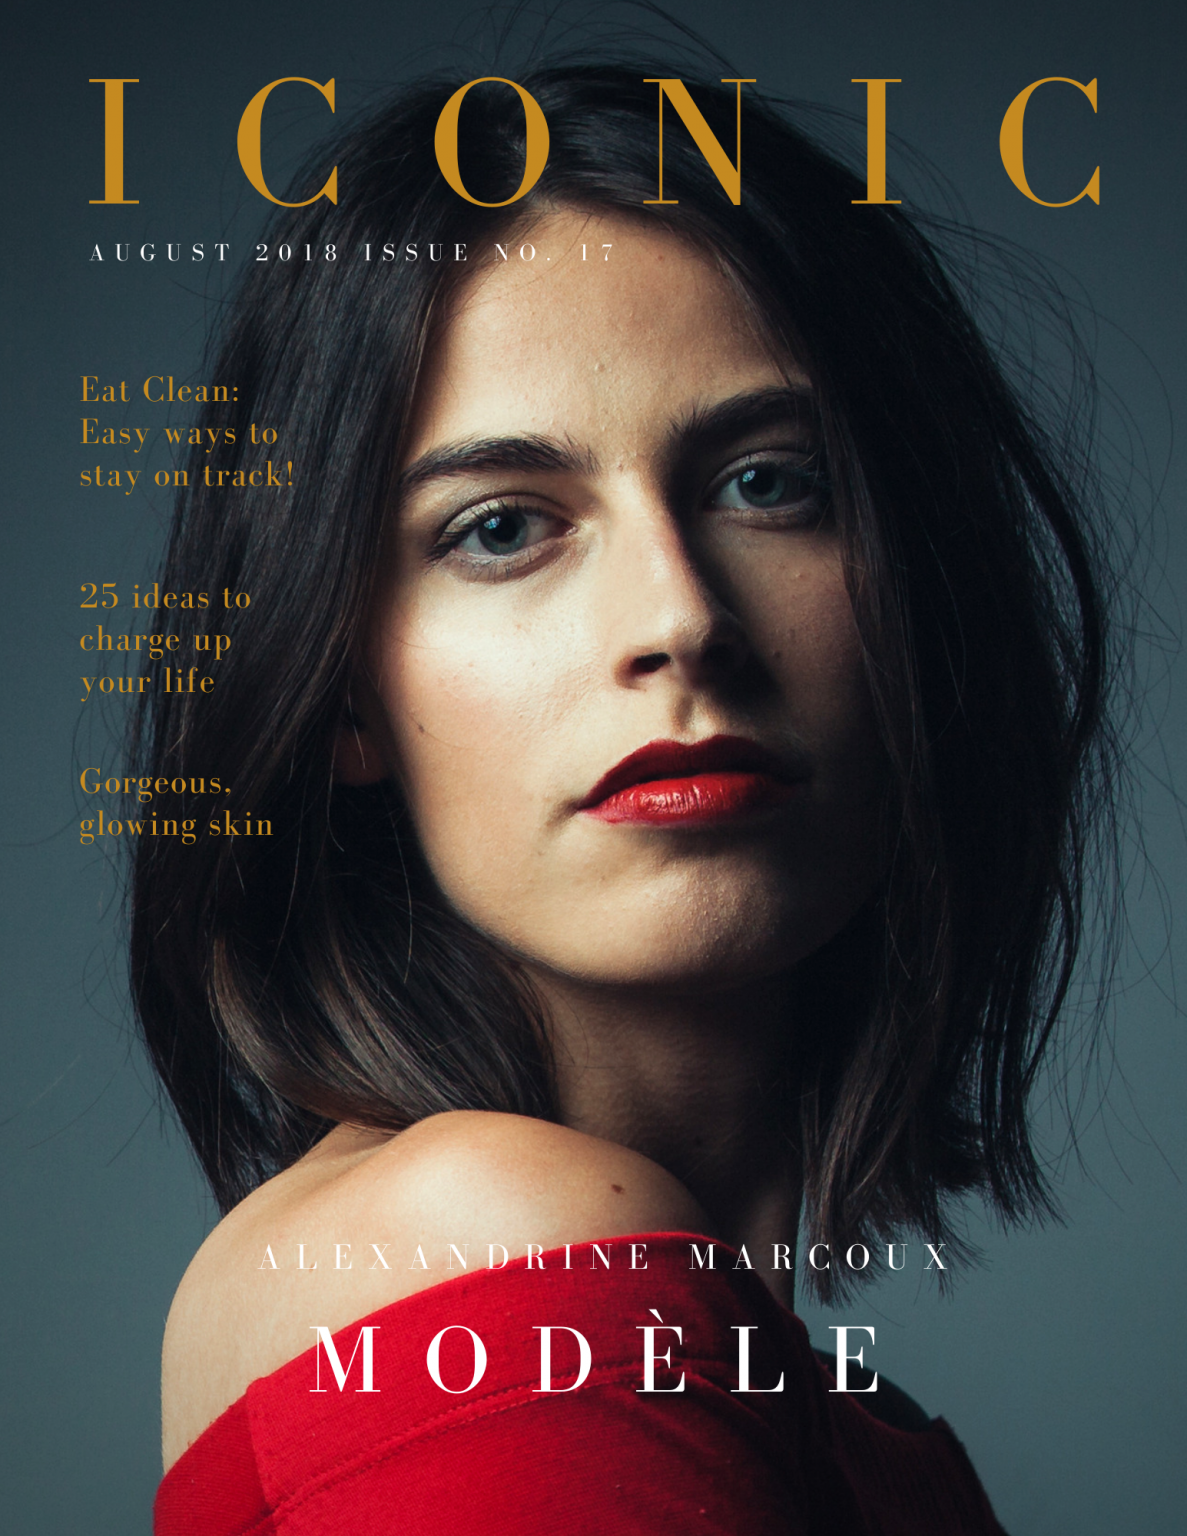 ICONIC
AUGUST 2018 ISSUE NO. 17
Eat Clean:
Easy ways to
stay on track!
25 ideas to
charge up
your life
Gorgeous,
glowing skin
ALEXANDRINE MARCOUX
MODÈLE